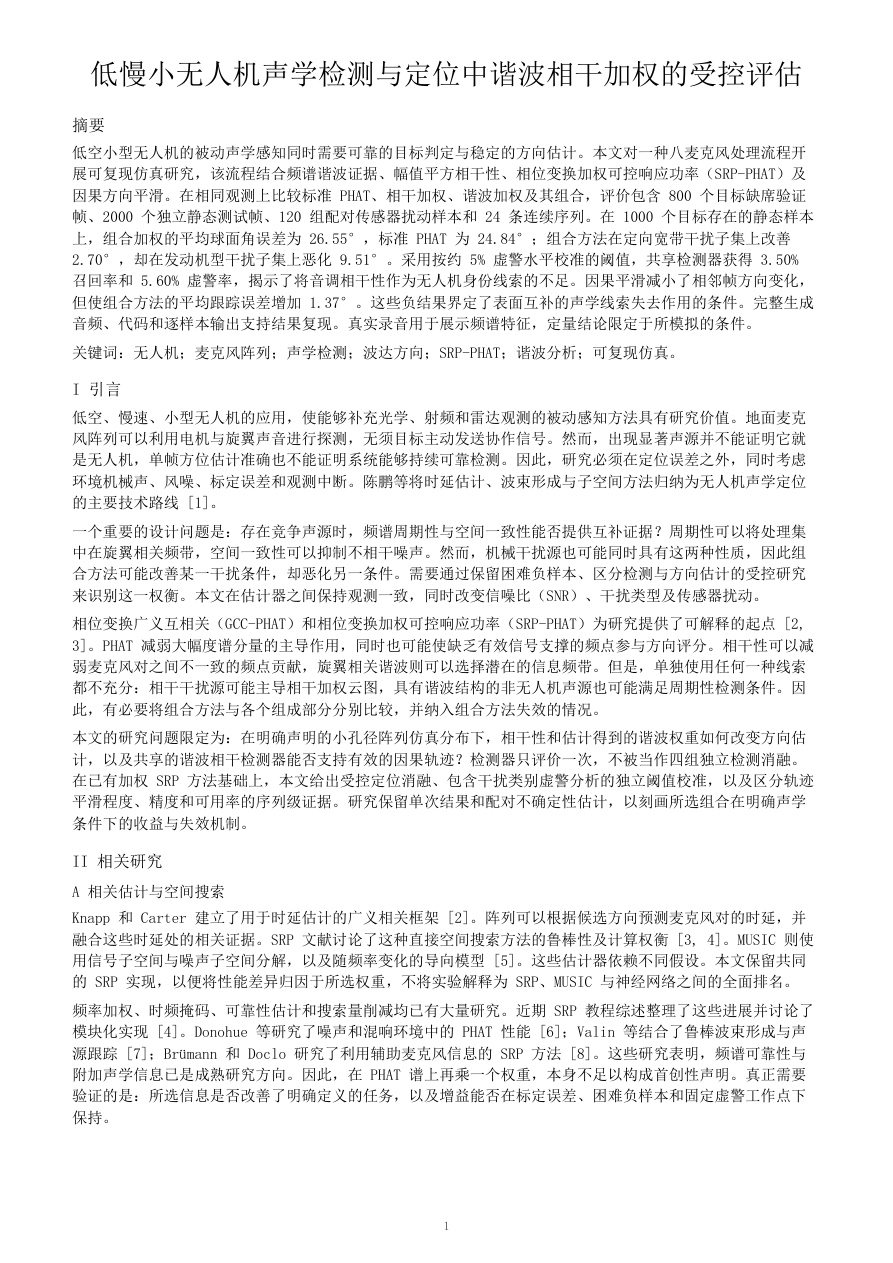 低慢小无人机声学检测与定位中谐波相干加权的受控评估
摘要
低空小型无人机的被动声学感知同时需要可靠的目标判定与稳定的方向估计。本文对一种八麦克风处理流程开
展可复现仿真研究，该流程结合频谱谐波证据、幅值平方相干性、相位变换加权可控响应功率（SRP-PHAT）及
因果方向平滑。在相同观测上比较标准 PHAT、相干加权、谐波加权及其组合，评价包含 800 个目标缺席验证
帧、2000 个独立静态测试帧、120 组配对传感器扰动样本和 24 条连续序列。在 1000 个目标存在的静态样本
上，组合加权的平均球面角误差为 26.55°，标准 PHAT 为 24.84°；组合方法在定向宽带干扰子集上改善
2.70°，却在发动机型干扰子集上恶化 9.51°。采用按约 5% 虚警水平校准的阈值，共享检测器获得 3.50%
召回率和 5.60% 虚警率，揭示了将音调相干性作为无人机身份线索的不足。因果平滑减小了相邻帧方向变化，
但使组合方法的平均跟踪误差增加 1.37°。这些负结果界定了表面互补的声学线索失去作用的条件。完整生成
音频、代码和逐样本输出支持结果复现。真实录音用于展示频谱特征，定量结论限定于所模拟的条件。
关键词：无人机；麦克风阵列；声学检测；波达方向；SRP-PHAT；谐波分析；可复现仿真。
I 引言
低空、慢速、小型无人机的应用，使能够补充光学、射频和雷达观测的被动感知方法具有研究价值。地面麦克
风阵列可以利用电机与旋翼声音进行探测，无须目标主动发送协作信号。然而，出现显著声源并不能证明它就
是无人机，单帧方位估计准确也不能证明系统能够持续可靠检测。因此，研究必须在定位误差之外，同时考虑
环境机械声、风噪、标定误差和观测中断。陈鹏等将时延估计、波束形成与子空间方法归纳为无人机声学定位
的主要技术路线 [1]。
一个重要的设计问题是：存在竞争声源时，频谱周期性与空间一致性能否提供互补证据？周期性可以将处理集
中在旋翼相关频带，空间一致性可以抑制不相干噪声。然而，机械干扰源也可能同时具有这两种性质，因此组
合方法可能改善某一干扰条件，却恶化另一条件。需要通过保留困难负样本、区分检测与方向估计的受控研究
来识别这一权衡。本文在估计器之间保持观测一致，同时改变信噪比（SNR）、干扰类型及传感器扰动。
相位变换广义互相关（GCC-PHAT）和相位变换加权可控响应功率（SRP-PHAT）为研究提供了可解释的起点 [2,
3]。PHAT 减弱大幅度谱分量的主导作用，同时也可能使缺乏有效信号支撑的频点参与方向评分。相干性可以减
弱麦克风对之间不一致的频点贡献，旋翼相关谐波则可以选择潜在的信息频带。但是，单独使用任何一种线索
都不充分：相干干扰源可能主导相干加权云图，具有谐波结构的非无人机声源也可能满足周期性检测条件。因
此，有必要将组合方法与各个组成部分分别比较，并纳入组合方法失效的情况。
本文的研究问题限定为：在明确声明的小孔径阵列仿真分布下，相干性和估计得到的谐波权重如何改变方向估
计，以及共享的谐波相干检测器能否支持有效的因果轨迹？检测器只评价一次，不被当作四组独立检测消融。
在已有加权 SRP 方法基础上，本文给出受控定位消融、包含干扰类别虚警分析的独立阈值校准，以及区分轨迹
平滑程度、精度和可用率的序列级证据。研究保留单次结果和配对不确定性估计，以刻画所选组合在明确声学
条件下的收益与失效机制。
II 相关研究
A 相关估计与空间搜索
Knapp 和 Carter 建立了用于时延估计的广义相关框架 [2]。阵列可以根据候选方向预测麦克风对的时延，并
融合这些时延处的相关证据。SRP 文献讨论了这种直接空间搜索方法的鲁棒性及计算权衡 [3, 4]。MUSIC 则使
用信号子空间与噪声子空间分解，以及随频率变化的导向模型 [5]。这些估计器依赖不同假设。本文保留共同
的 SRP 实现，以便将性能差异归因于所选权重，不将实验解释为 SRP、MUSIC 与神经网络之间的全面排名。
频率加权、时频掩码、可靠性估计和搜索量削减均已有大量研究。近期 SRP 教程综述整理了这些进展并讨论了
模块化实现 [4]。Donohue 等研究了噪声和混响环境中的 PHAT 性能 [6]；Valin 等结合了鲁棒波束形成与声
源跟踪 [7]；Brümann 和 Doclo 研究了利用辅助麦克风信息的 SRP 方法 [8]。这些研究表明，频谱可靠性与
附加声学信息已是成熟研究方向。因此，在 PHAT 谱上再乘一个权重，本身不足以构成首创性声明。真正需要
验证的是：所选信息是否改善了明确定义的任务，以及增益能否在标定误差、困难负样本和固定虚警工作点下
保持。
1